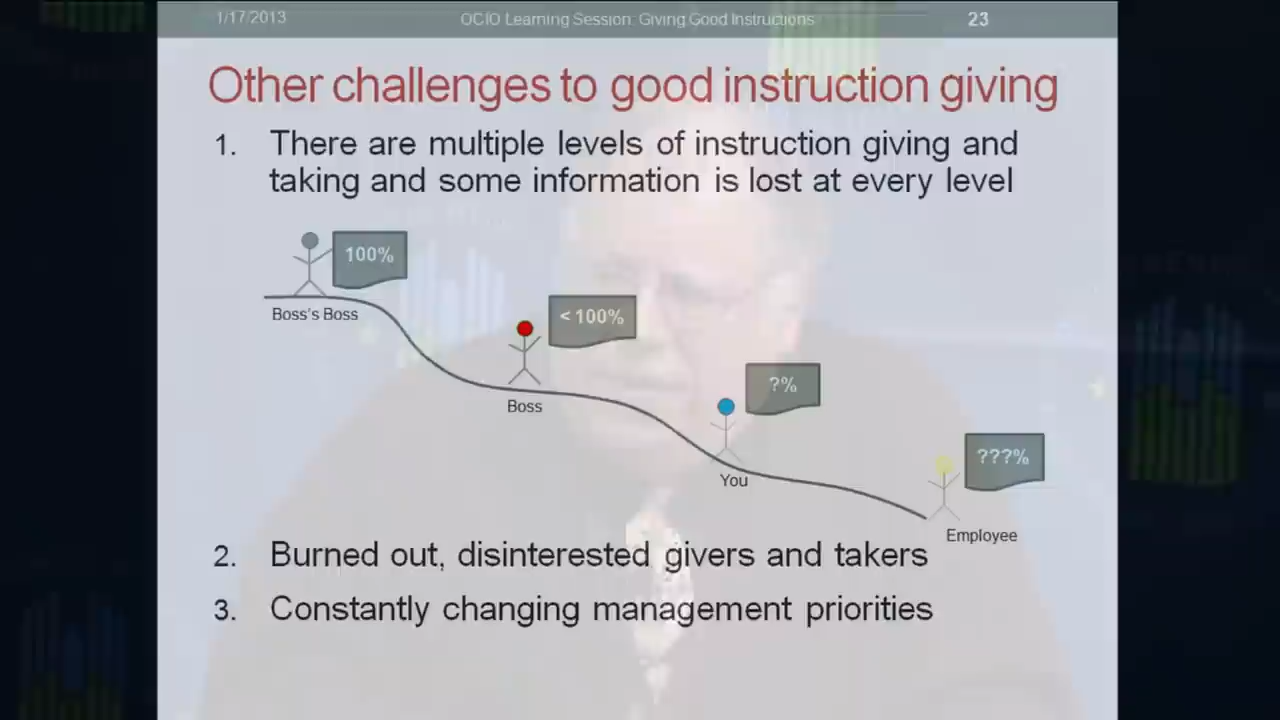 1/17/2013 OCIO Learning Session: Giving Good Instructions 23
Other challenges to good instruction giving
1. There are multiple levels of instruction giving and
taking and some information is lost at every level
100%
Boss's Boss
< 100%
Boss
?%
You
???%
Employee
2. Burned out, disinterested givers and takers
3. Constantly changing management priorities